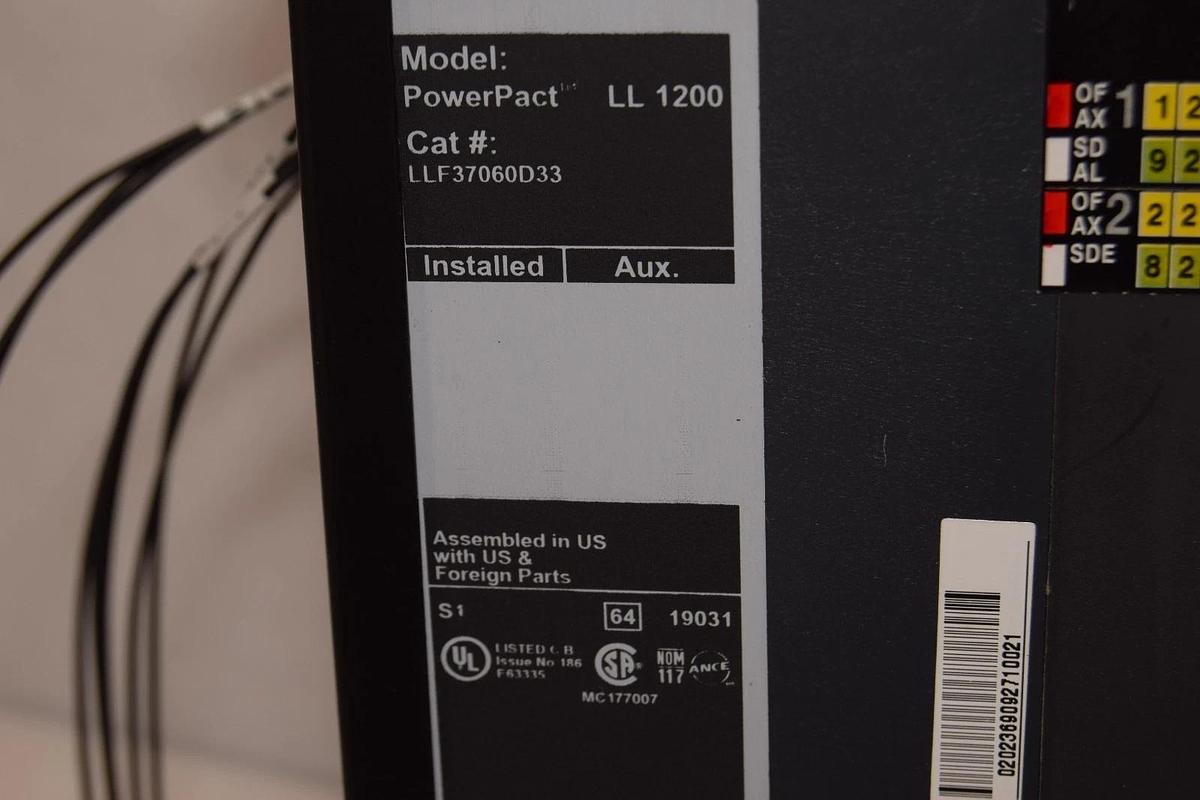 Model:
PowerPact LL 1200
Cat #:
LLF37060D33
Installed Aux.
Assembled in US
with US &
Foreign Parts
S1 64 19031
UL LISTED C. B
Issue No 186
SA NOM
117 ANCE
MC177007
OF
AX 1 1 2
SD
AL 9 2
OF
AX 2 2 2
SDE 8 2
0202369092710021